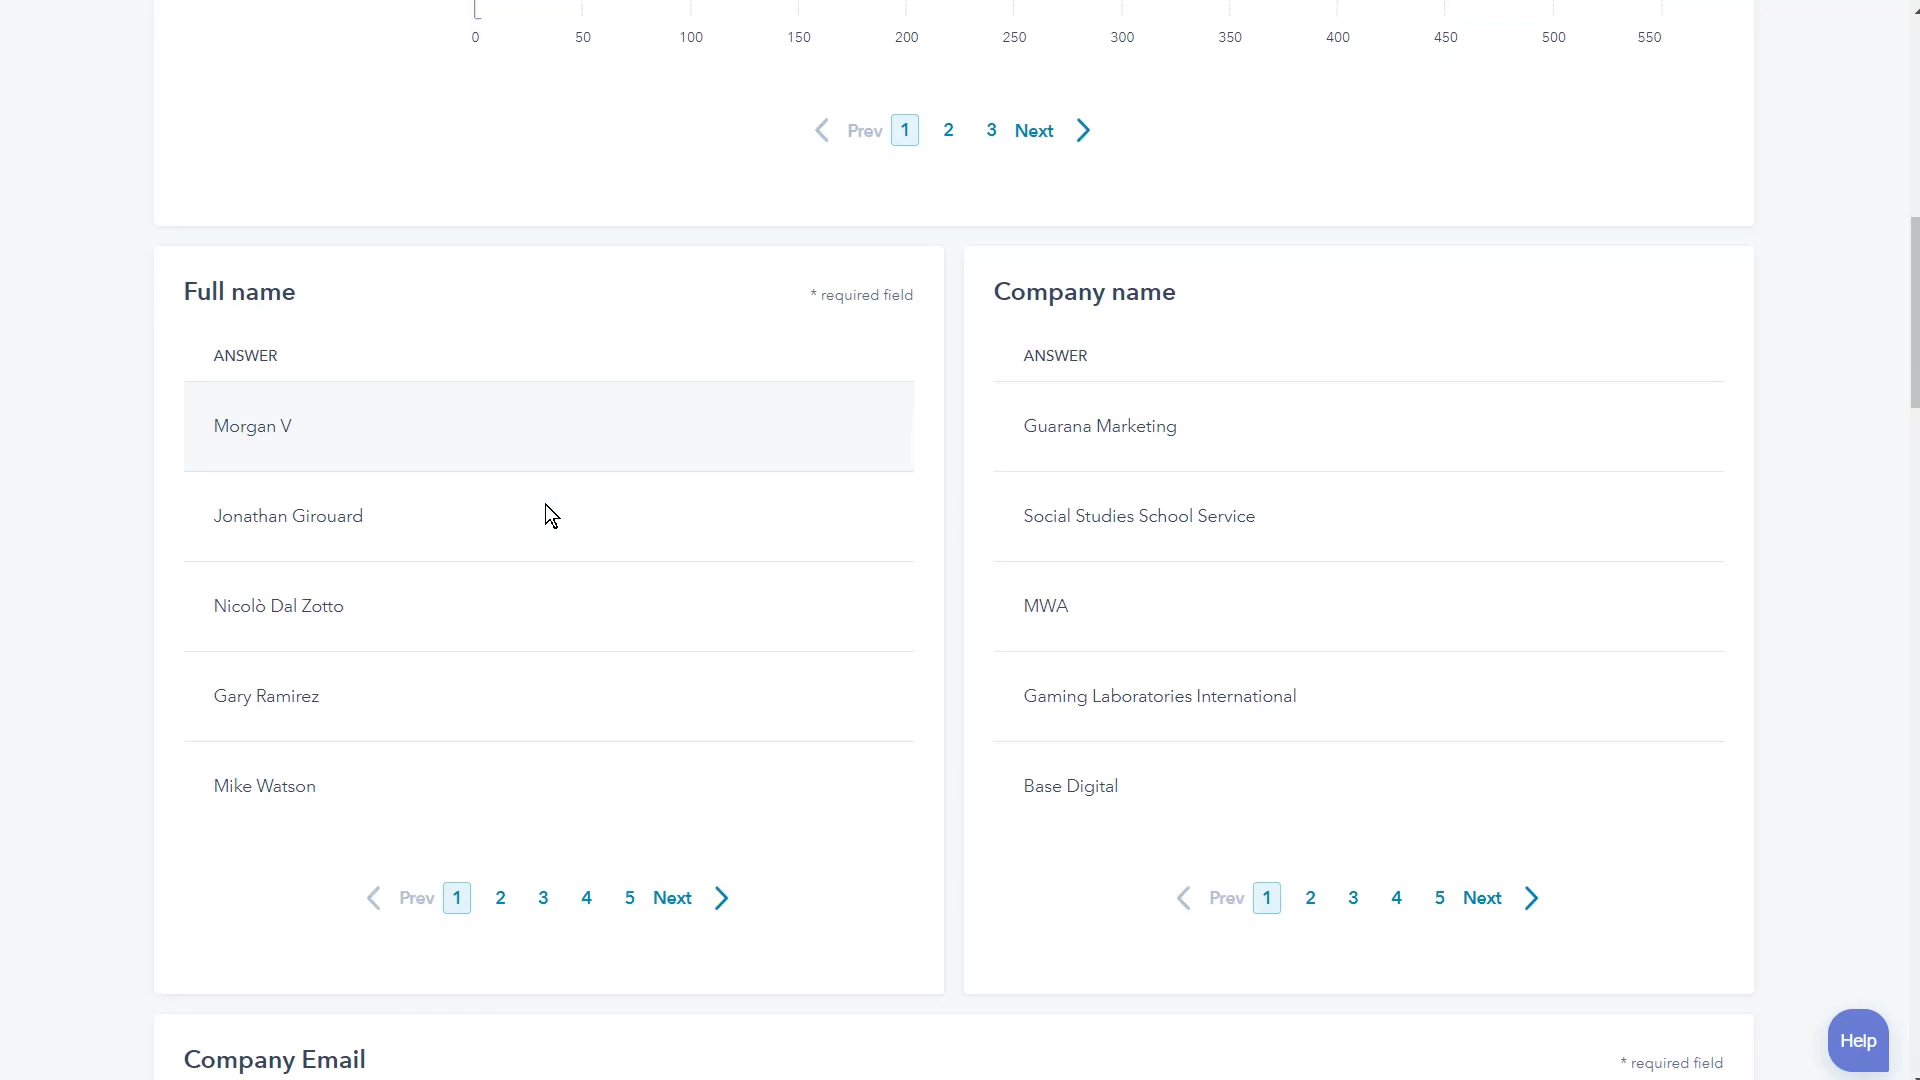 0 50 100 150 200 250 300 350 400 450 500 550
Prev 1 2 3 Next
Full name
* required field
ANSWER
Morgan V
Jonathan Girouard
Nicolò Dal Zotto
Gary Ramirez
Mike Watson
Prev 1 2 3 4 5 Next
Company name
ANSWER
Guarana Marketing
Social Studies School Service
MWA
Gaming Laboratories International
Base Digital
Prev 1 2 3 4 5 Next
Company Email
* required field
Help